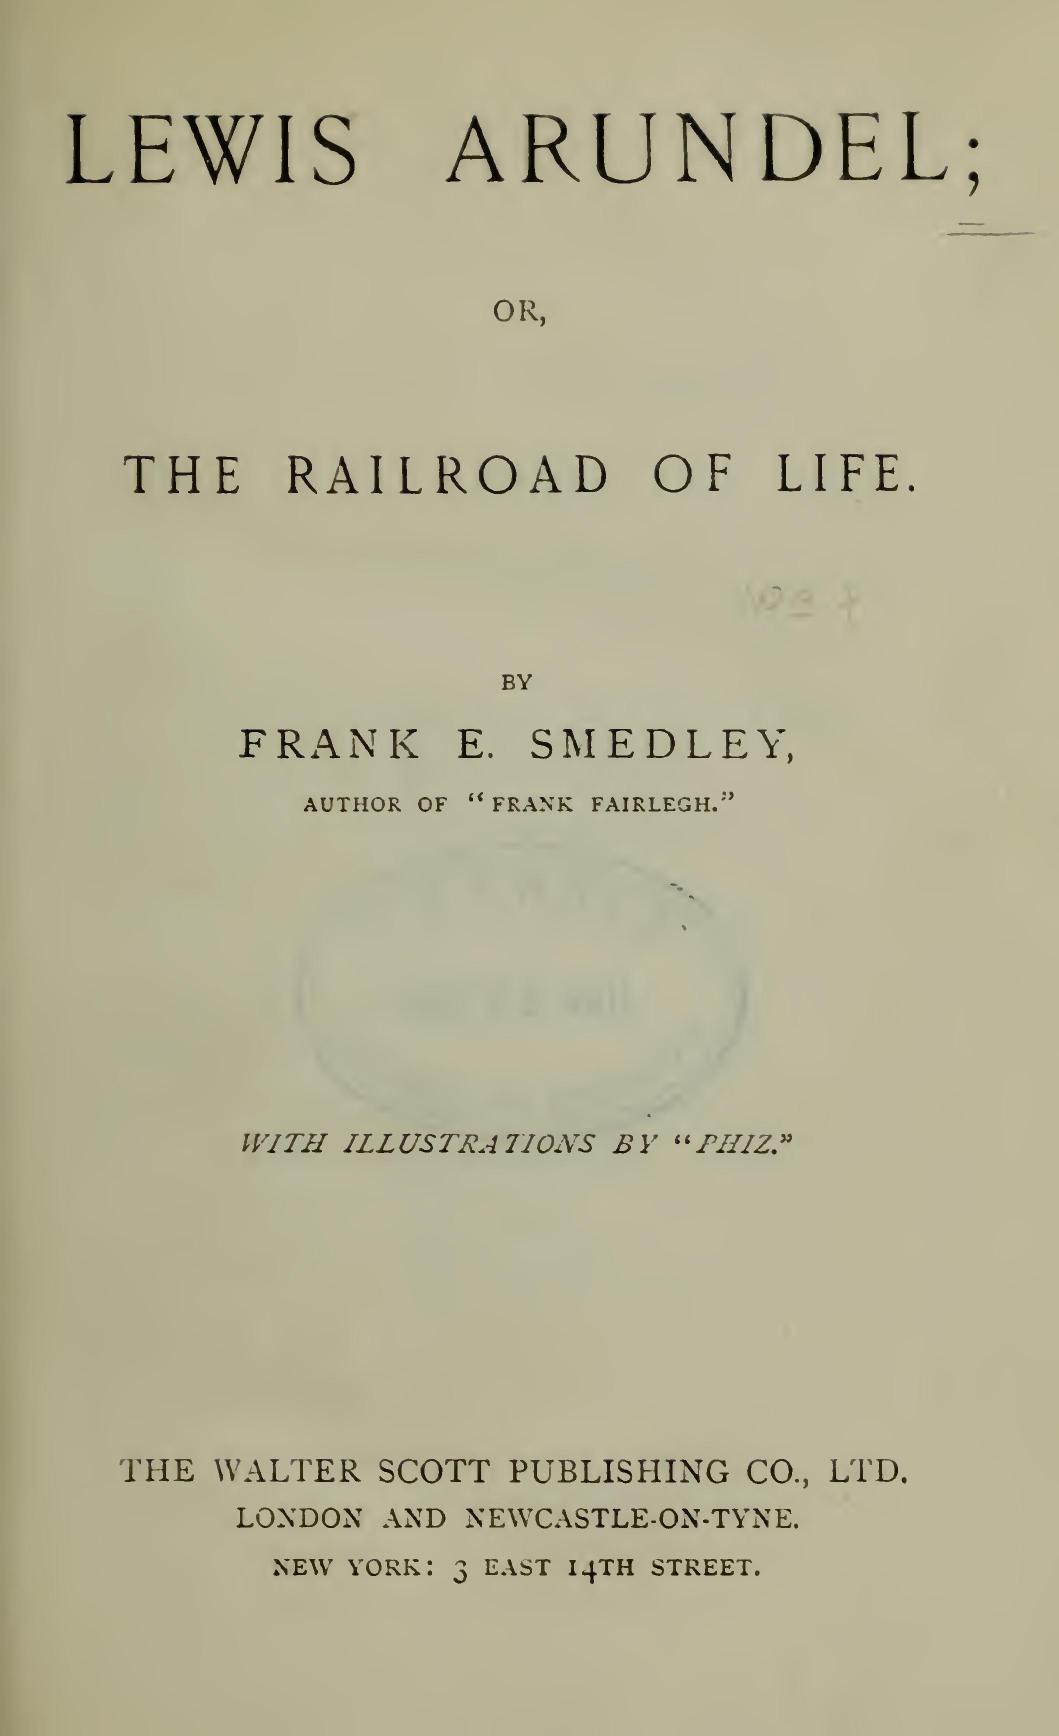 LEWIS ARUNDEL;
OR,
THE RAILROAD OF LIFE.
BY
FRANK E. SMEDLEY,
AUTHOR OF "FRANK FAIRLEGH."
WITH ILLUSTRATIONS BY "PHIZ."
THE WALTER SCOTT PUBLISHING CO., LTD.
LONDON AND NEWCASTLE-ON-TYNE.
NEW YORK: 3 EAST 14TH STREET.